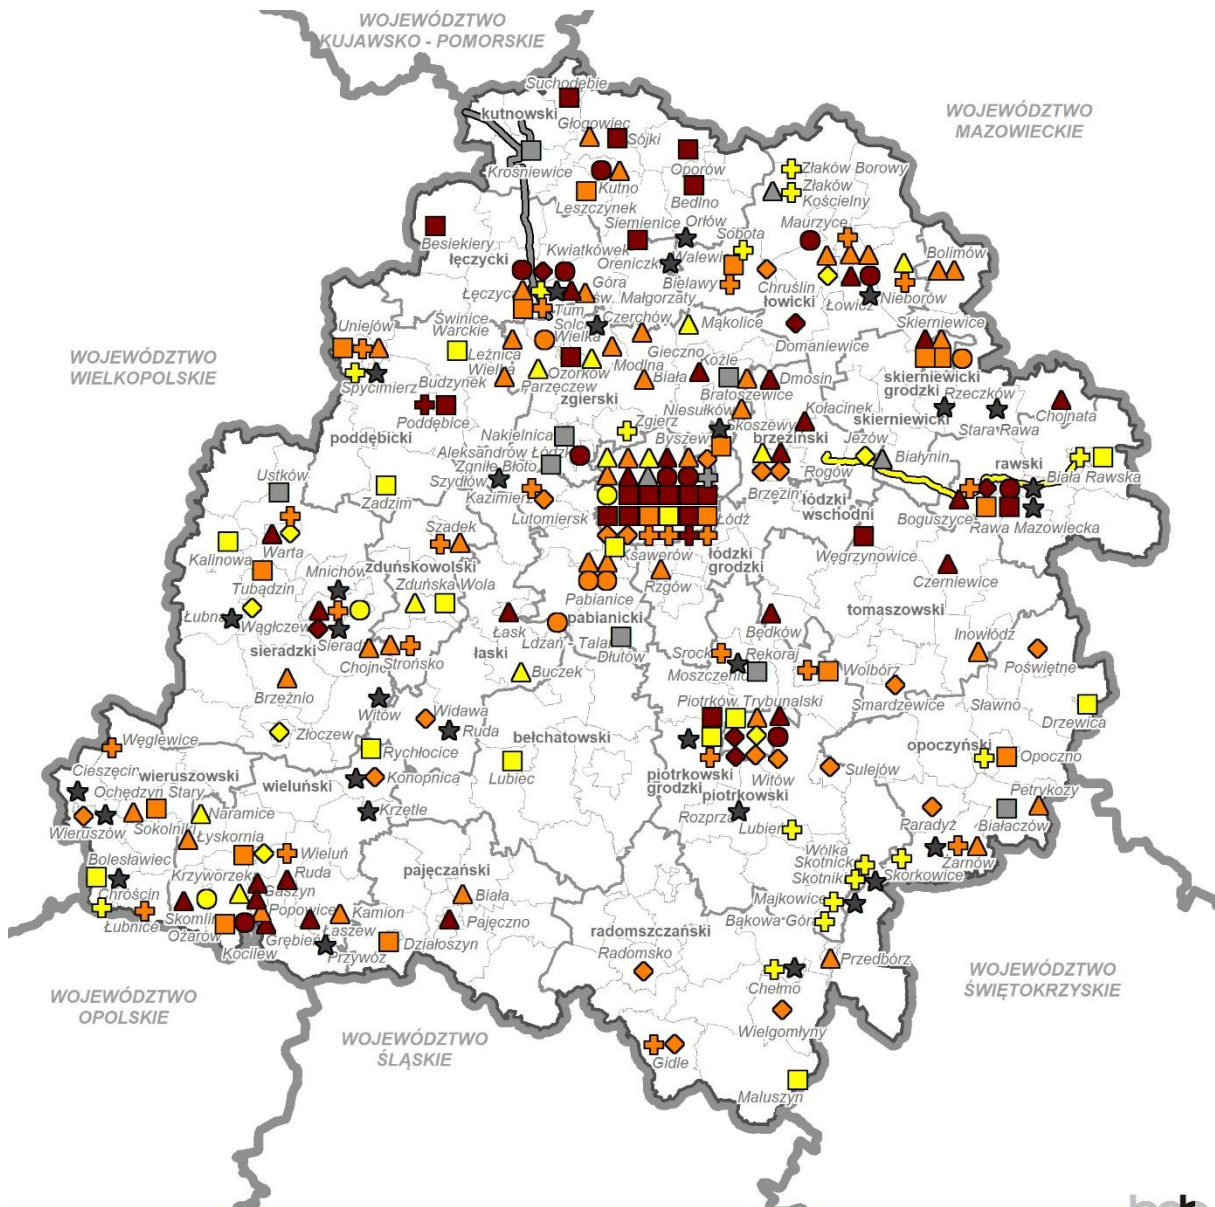 WOJEWÓDZTWO
KUJAWSKO - POMORSKIE
WOJEWÓDZTWO
MAZOWIECKIE
Suchodębie
kutnowski
Głogowiec
Sójki
Krośniewice
Oporów
Kutno
Leszczynek
Bedlno
Złaków Borowy
Złaków
Kościelny
Siemienice
Orłów
Maurzyce
Sobota
Besiekiery
łęczycki
Kwiatkówek
Oreniczki
Walewice
Bielawy
Chruślin
łowicki
Łowicz
Nieborów
Bolimów
Łęczyca
Góra
św. Małgorzaty
Tum
Solca
Wielka
Czerchów
Mąkolice
Domaniewice
Skierniewice
Uniejów
Świnice
Warckie
Leźnica
Wielka
Parzęczew
Ozorków
Modlna
Gieczno
Biała
Koźle
Bratoszewice
Dmosin
WOJEWÓDZTWO
WIELKOPOLSKIE
Spycimierz
Budzynek
Poddębice
poddębicki
zgierski
Zgierz
Niesułków
Skoszewy
Byszewy
brzeziński
Kołacinek
skierniewicki
grodzki
Rzeczków
skierniewicki
Stara Rawa
Chojnata
Nakielnica
Aleksandrów Łódzki
Zgniłe Błoto
Szydłów
Kazimierz
Lutomiersk
Jeżów
Białynin
Rogów
Brzeziny
łódzki
wschodni
rawski
Biała Rawska
Boguszyce
Rawa Mazowiecka
Ustków
Zadzim
Łódź
łódzki
grodzki
Węgrzynowice
Czerniewice
Kalinowa
Warta
Szadek
zduńskowolski
Zduńska Wola
Ksawerów
Rzgów
Pabianice
pabianicki
Tubądzin
Mnichów
Łubna
Wągłczew
Sieradz
sieradzki
Chojne
Strońsko
Łask
łaski
Ldzań - Talar
Dłutów
Buczek
Będków
tomaszowski
Inowłódz
Poświętne
Srock
Rękoraj
Moszczenica
Wolbórz
Smardzewice
Sławno
Drzewica
Brzeźnio
Witów
Widawa
Ruda
Złoczew
Rychłocice
bełchatowski
Lubiec
Piotrków Trybunalski
piotrkowski
grodzki
Witów
piotrkowski
Sulejów
opoczyński
Opoczno
Węglewice
Cieszęcin
wieruszowski
Ochędzyn Stary
Wieruszów
Sokolniki
wieluński
Konopnica
Krzętle
Naramice
Łyskornia
Rozprza
Lubień
Petrykozy
Paradyż
Białaczów
Żarnów
Bolesławiec
Chróścin
Łubnice
Krzyworzeka
Wieluń
Ruda
Gaszyn
Popowice
Skomlin
Ożarów
Kocilew
Grębień
Łaszew
Kamion
Przywóz
Działoszyn
pajęczański
Biała
Pajęczno
Wólka
Skotnicka
Skotniki
Skorkowice
Majkowice
Bąkowa Góra
radomszczański
Radomsko
Przedbórz
Chełmo
Wielgomłyny
Gidle
Maluszyn
WOJEWÓDZTWO
OPOLSKIE
WOJEWÓDZTWO
ŚLĄSKIE
WOJEWÓDZTWO
ŚWIĘTOKRZYSKIE